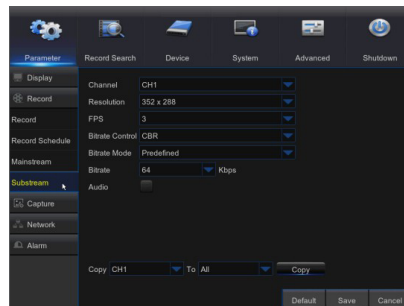 Parameter Record Search Device System Advanced Shutdown
Display
Record
Record
Record Schedule
Mainstream
Substream
Capture
Network
Alarm
Channel CH1
Resolution 352 x 288
FPS 3
Bitrate Control CBR
Bitrate Mode Predefined
Bitrate 64 Kbps
Audio
Copy CH1 To All Copy
Default Save Cancel